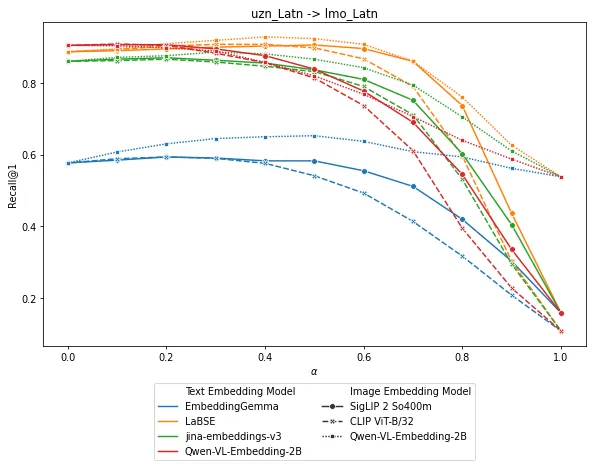 uzn_Latn -> lmo_Latn
Recall@1
0.8
0.6
0.4
0.2
0.0 0.2 0.4 0.6 0.8 1.0
α
Text Embedding Model Image Embedding Model
EmbeddingGemma SigLIP 2 So400m
LaBSE CLIP ViT-B/32
jina-embeddings-v3 Qwen-VL-Embedding-2B
Qwen-VL-Embedding-2B